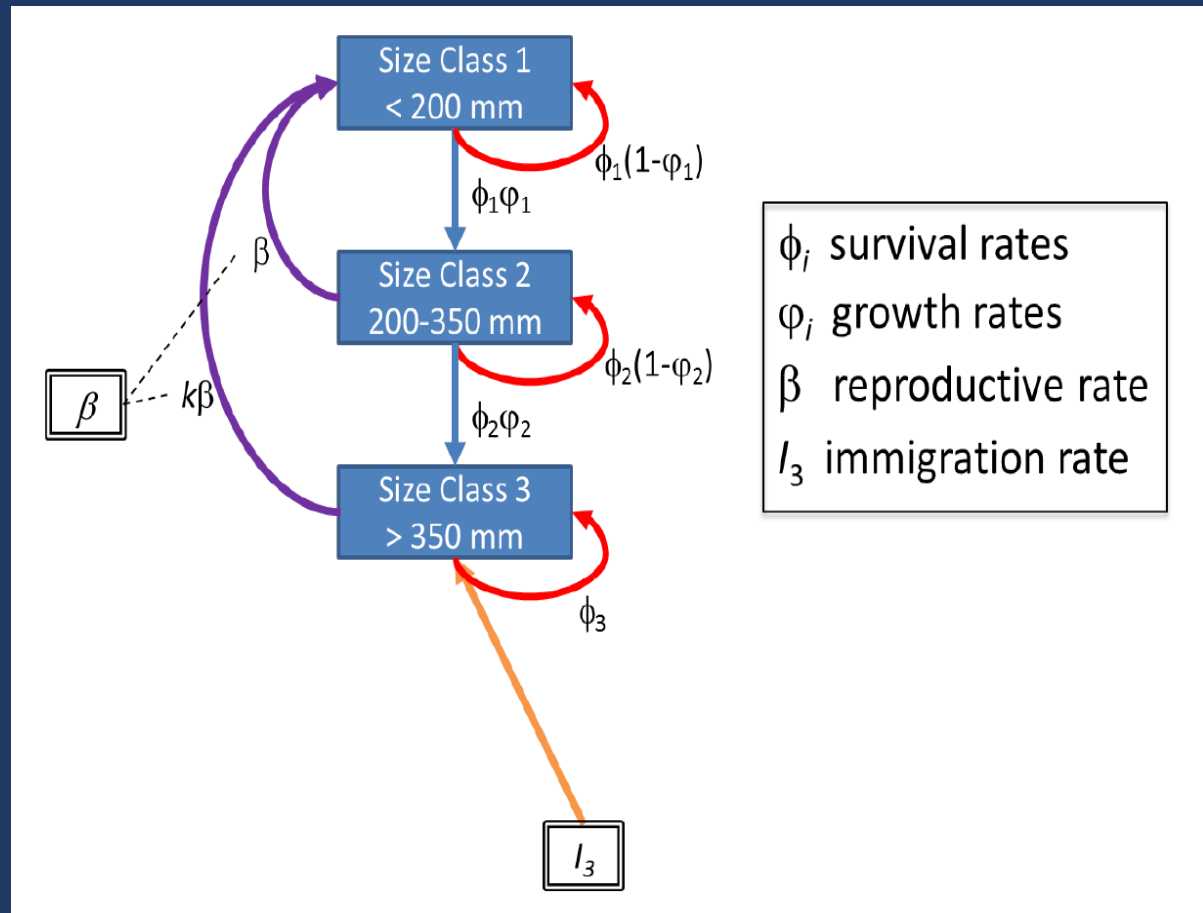 Size Class 1
< 200 mm
ϕ₁(1-φ₁)
ϕ₁φ₁
β
Size Class 2
200-350 mm
ϕ₂(1-φ₂)
β
kβ
ϕ₂φ₂
Size Class 3
> 350 mm
ϕ₃
I₃
ϕᵢ survival rates
φᵢ growth rates
β reproductive rate
I₃ immigration rate